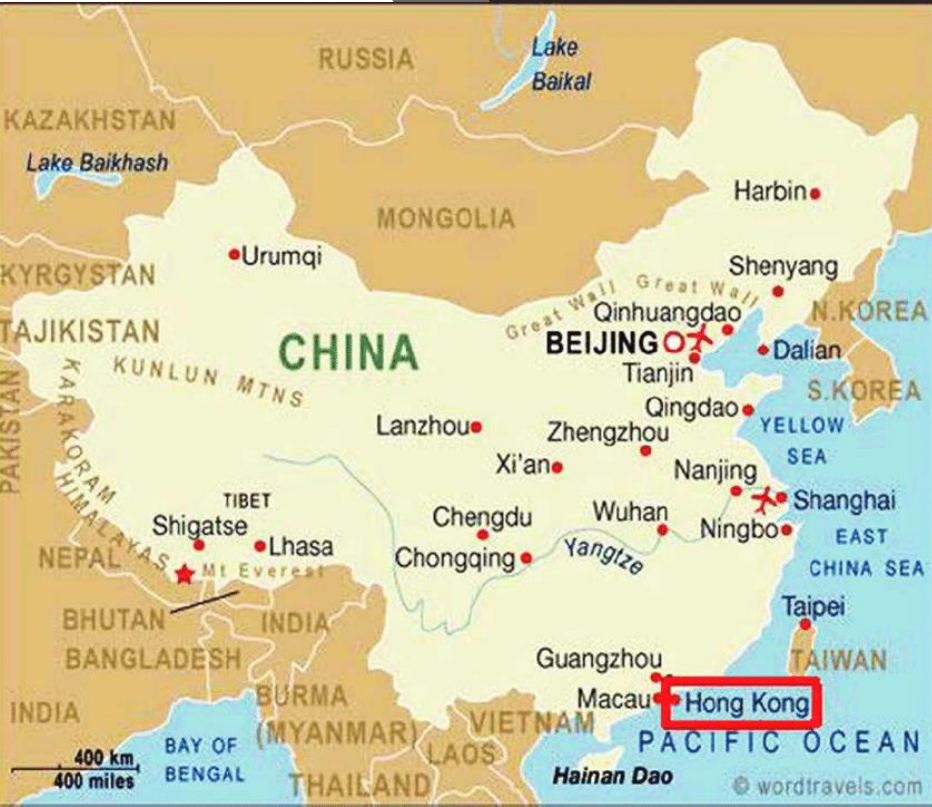 RUSSIA
Lake
Baikal
KAZAKHSTAN
Lake Baikhash
MONGOLIA
Harbin
Urumqi
KYRGYSTAN
Shenyang
Great Wall Great Wall
Qinhuangdao
N.KOREA
TAJIKISTAN
CHINA
BEIJING
Dalian
KUNLUN MTNS
Tianjin
S.KOREA
PAKISTAN
KARAKORAM
Qingdao
Lanzhou
Zhengzhou
YELLOW
SEA
Xi'an
Nanjing
HIMALAYAS
TIBET
Shanghai
Shigatse
Chengdu
Wuhan
Ningbo
Lhasa
EAST
CHINA SEA
NEPAL
Chongqing
Yangtze
Mt Everest
Taipei
BHUTAN
INDIA
BANGLADESH
Guangzhou
TAIWAN
INDIA
BURMA
(MYANMAR)
Macau
Hong Kong
VIETNAM
PACIFIC OCEAN
400 km
400 miles
BAY OF
BENGAL
LAOS
THAILAND
Hainan Dao
© wordtravels.com